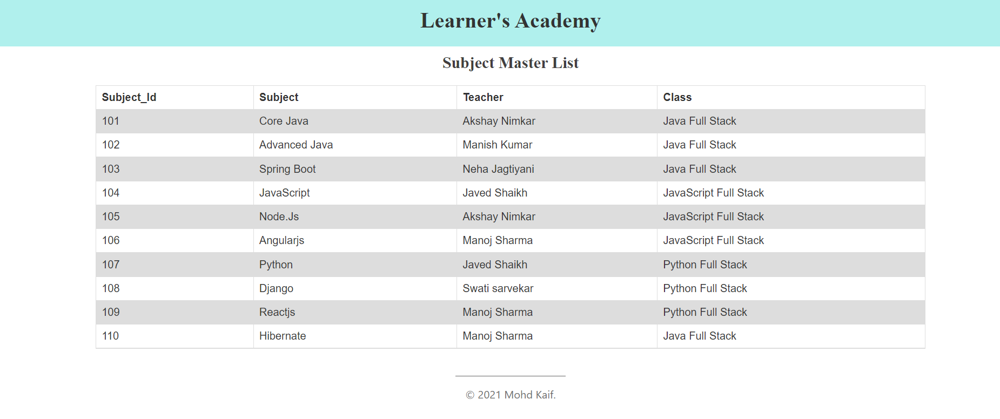 Learner's Academy
Subject Master List
Subject_Id Subject Teacher Class
101 Core Java Akshay Nimkar Java Full Stack
102 Advanced Java Manish Kumar Java Full Stack
103 Spring Boot Neha Jagtiyani Java Full Stack
104 JavaScript Javed Shaikh JavaScript Full Stack
105 Node.Js Akshay Nimkar JavaScript Full Stack
106 Angularjs Manoj Sharma JavaScript Full Stack
107 Python Javed Shaikh Python Full Stack
108 Django Swati sarvekar Python Full Stack
109 Reactjs Manoj Sharma Python Full Stack
110 Hibernate Manoj Sharma Java Full Stack
© 2021 Mohd Kaif.